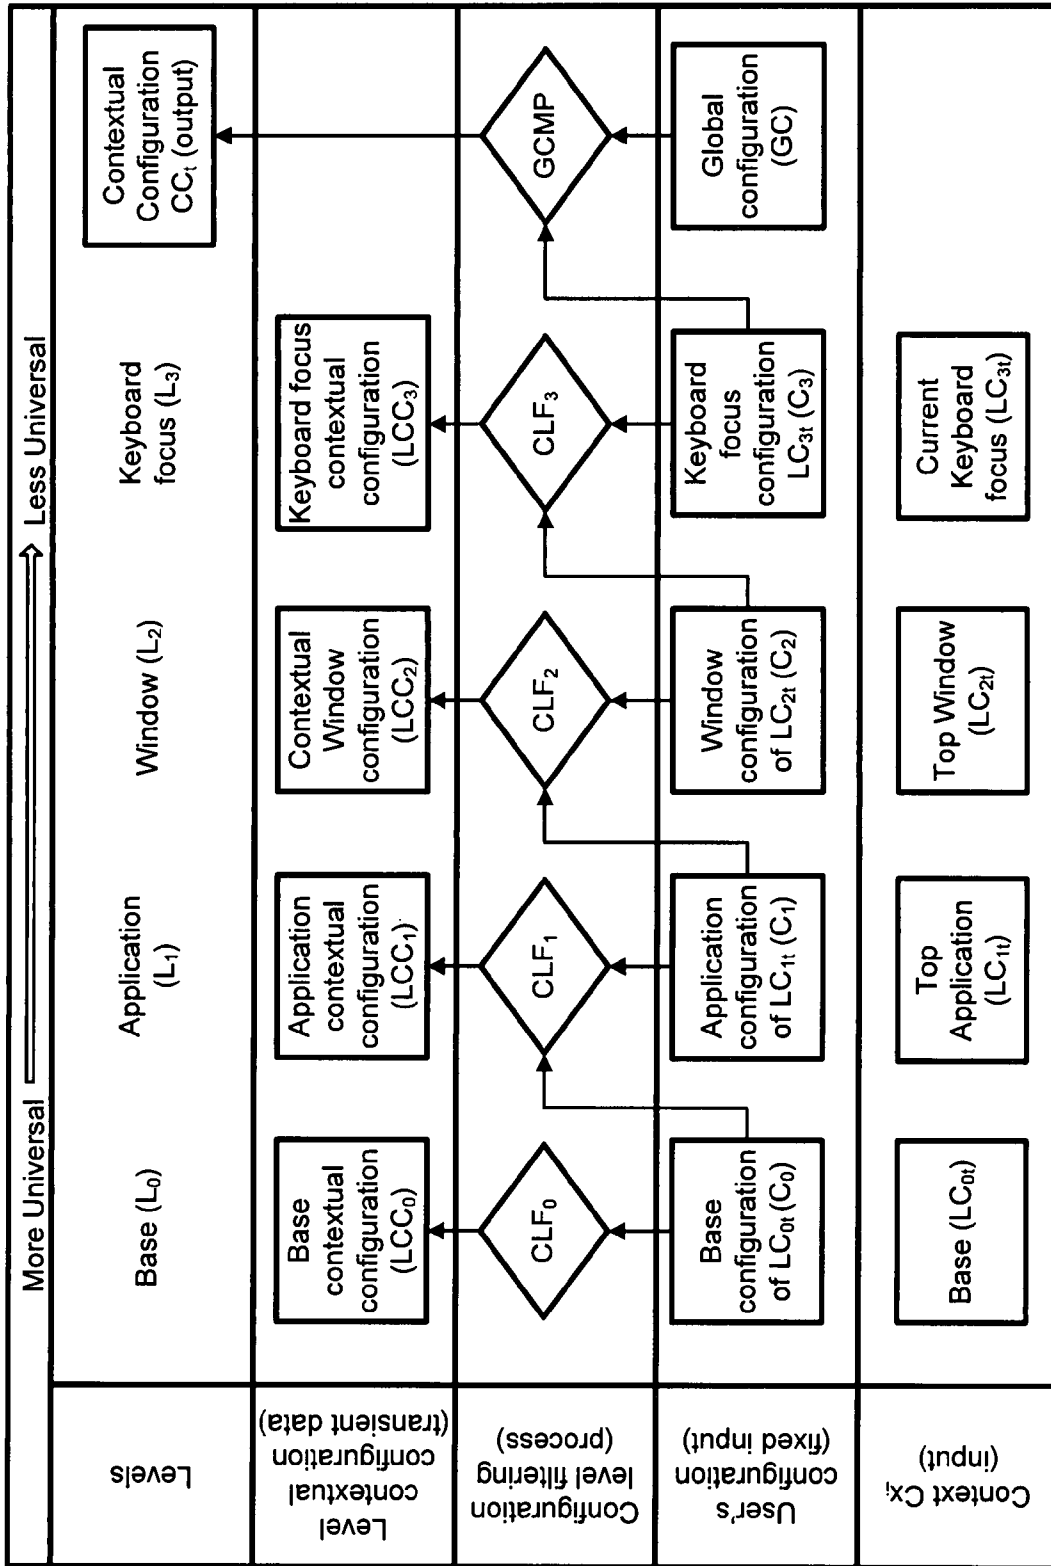 More Universal
Less Universal
Levels
Base (L₀)
Application
(L₁)
Window (L₂)
Keyboard
focus (L₃)
Contextual
Configuration
CCₜ (output)
Level
contextual
configuration
(transient data)
Base
contextual
configuration
(LCC₀)
Application
contextual
configuration
(LCC₁)
Contextual
Window
configuration
(LCC₂)
Keyboard focus
contextual
configuration
(LCC₃)
Configuration
level filtering
(process)
CLF₀
CLF₁
CLF₂
CLF₃
GCMP
User's
configuration
(fixed input)
Base
configuration
of LC₀ₜ (C₀)
Application
configuration
of LC₁ₜ (C₁)
Window
configuration
of LC₂ₜ (C₂)
Keyboard
focus
configuration
LC₃ₜ (C₃)
Global
configuration
(GC)
Context Cxᵢ
(input)
Base (LC₀ₜ)
Top
Application
(LC₁ₜ)
Top Window
(LC₂ₜ)
Current
Keyboard
focus (LC₃ₜ)